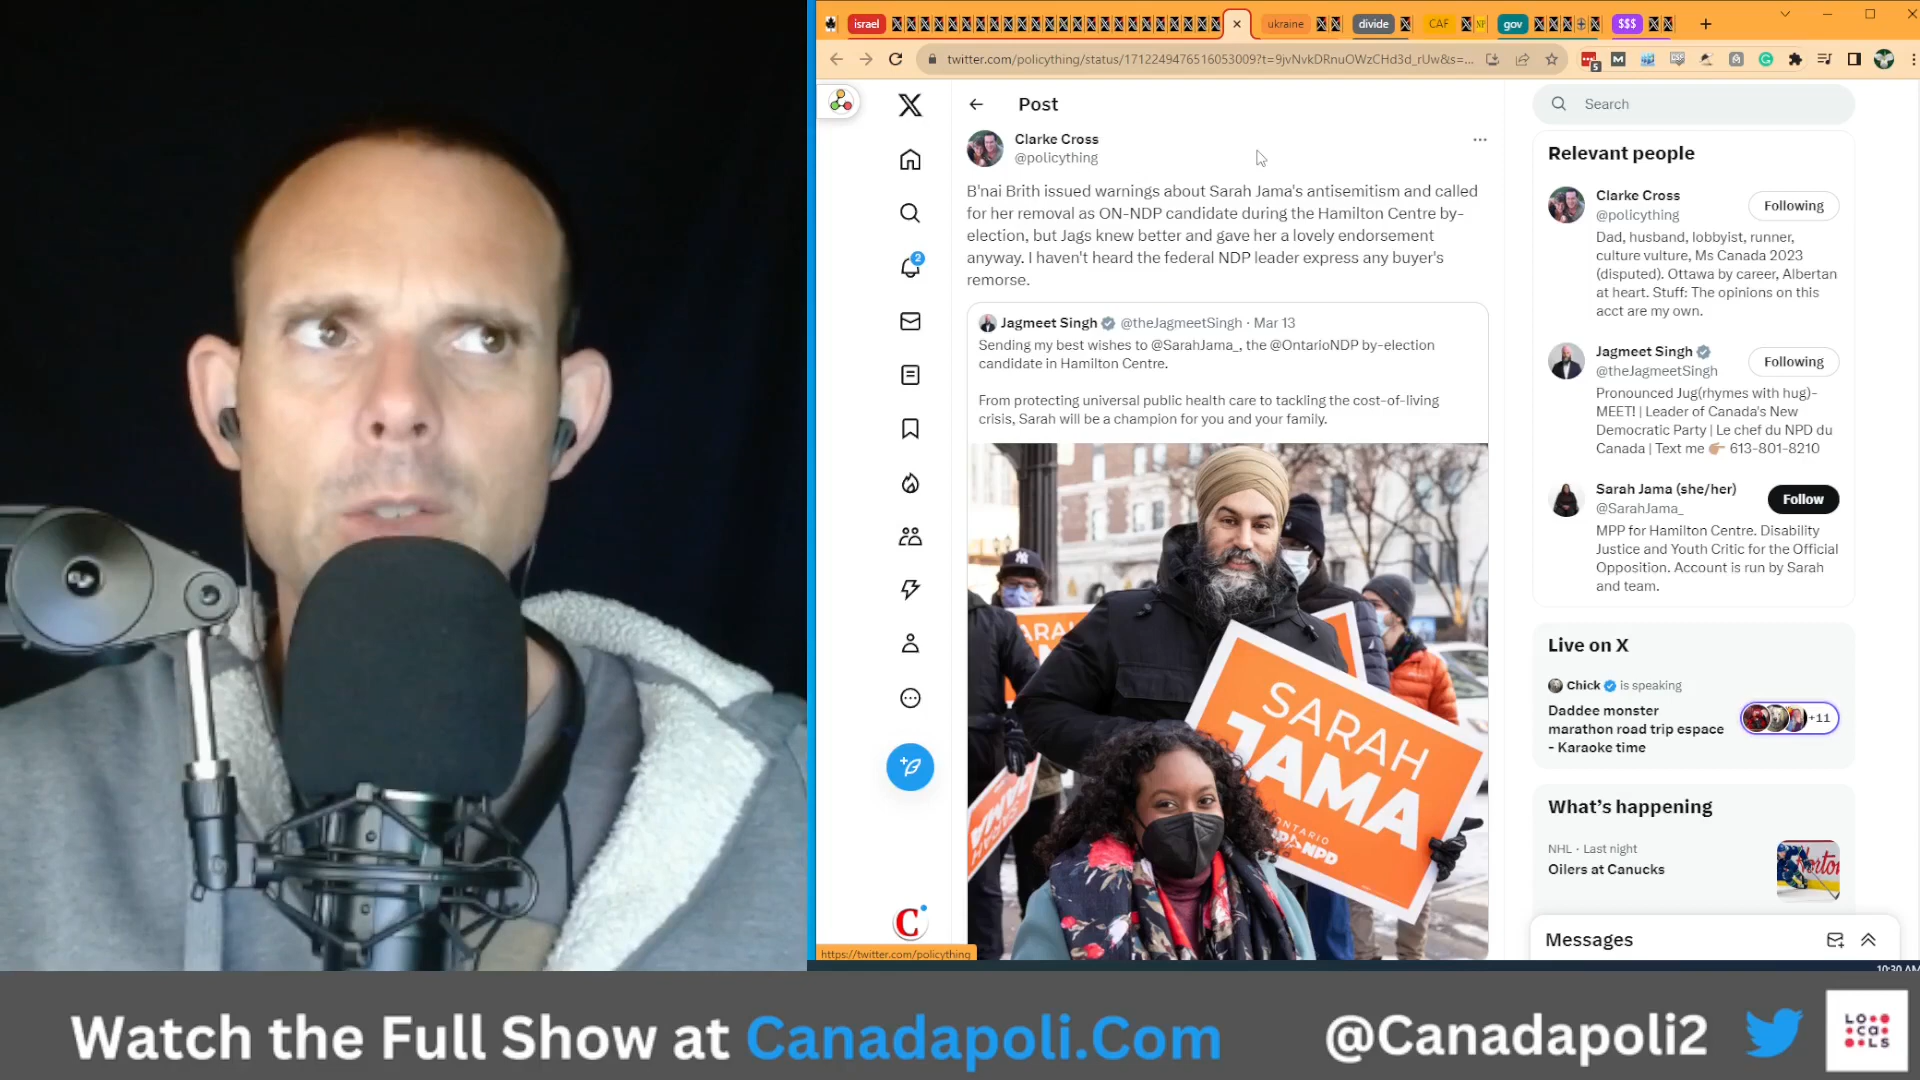 israel
ukraine
divide
CAF
NP
gov
$$$
twitter.com/policything/status/1712249476516053009?t=9jvNvkDRnuOWzCHd3d_rUw&s=...
5
Post
Search
Clarke Cross
@policything
B'nai Brith issued warnings about Sarah Jama's antisemitism and called
for her removal as ON-NDP candidate during the Hamilton Centre by-
election, but Jags knew better and gave her a lovely endorsement
anyway. I haven't heard the federal NDP leader express any buyer's
remorse.
Jagmeet Singh @theJagmeetSingh · Mar 13
Sending my best wishes to @SarahJama_, the @OntarioNDP by-election
candidate in Hamilton Centre.
From protecting universal public health care to tackling the cost-of-living
crisis, Sarah will be a champion for you and your family.
SARAH
JAMA
ONTARIO
NPD
2
C
https://twitter.com/policything
Relevant people
Clarke Cross
@policything
Following
Dad, husband, lobbyist, runner,
culture vulture, Ms Canada 2023
(disputed). Ottawa by career, Albertan
at heart. Stuff: The opinions on this
acct are my own.
Jagmeet Singh
@theJagmeetSingh
Following
Pronounced Jug(rhymes with hug)-
MEET! | Leader of Canada's New
Democratic Party | Le chef du NPD du
Canada | Text me 👉🏽 613-801-8210
Sarah Jama (she/her)
@SarahJama_
Follow
MPP for Hamilton Centre. Disability
Justice and Youth Critic for the Official
Opposition. Account is run by Sarah
and team.
Live on X
Chick is speaking
Daddee monster
marathon road trip espace
- Karaoke time
+11
What's happening
NHL · Last night
Oilers at Canucks
Messages
10:30 AM
Watch the Full Show at Canadapoli.Com
@Canadapoli2
LO
ca
LS